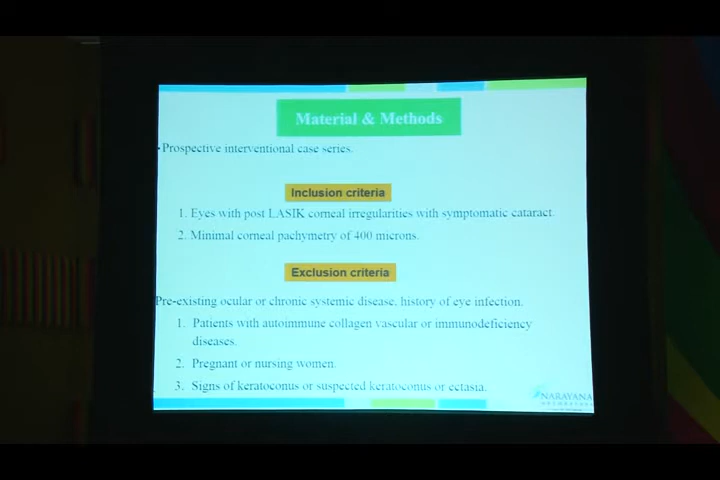 Material & Methods
• Prospective interventional case series.
Inclusion criteria
1. Eyes with post LASIK corneal irregularities with symptomatic cataract.
2. Minimal corneal pachymetry of 400 microns.
Exclusion criteria
Pre-existing ocular or chronic systemic disease, history of eye infection.
1. Patients with autoimmune collagen vascular or immunodeficiency
diseases.
2. Pregnant or nursing women.
3. Signs of keratoconus or suspected keratoconus or ectasia.
NARAYANA